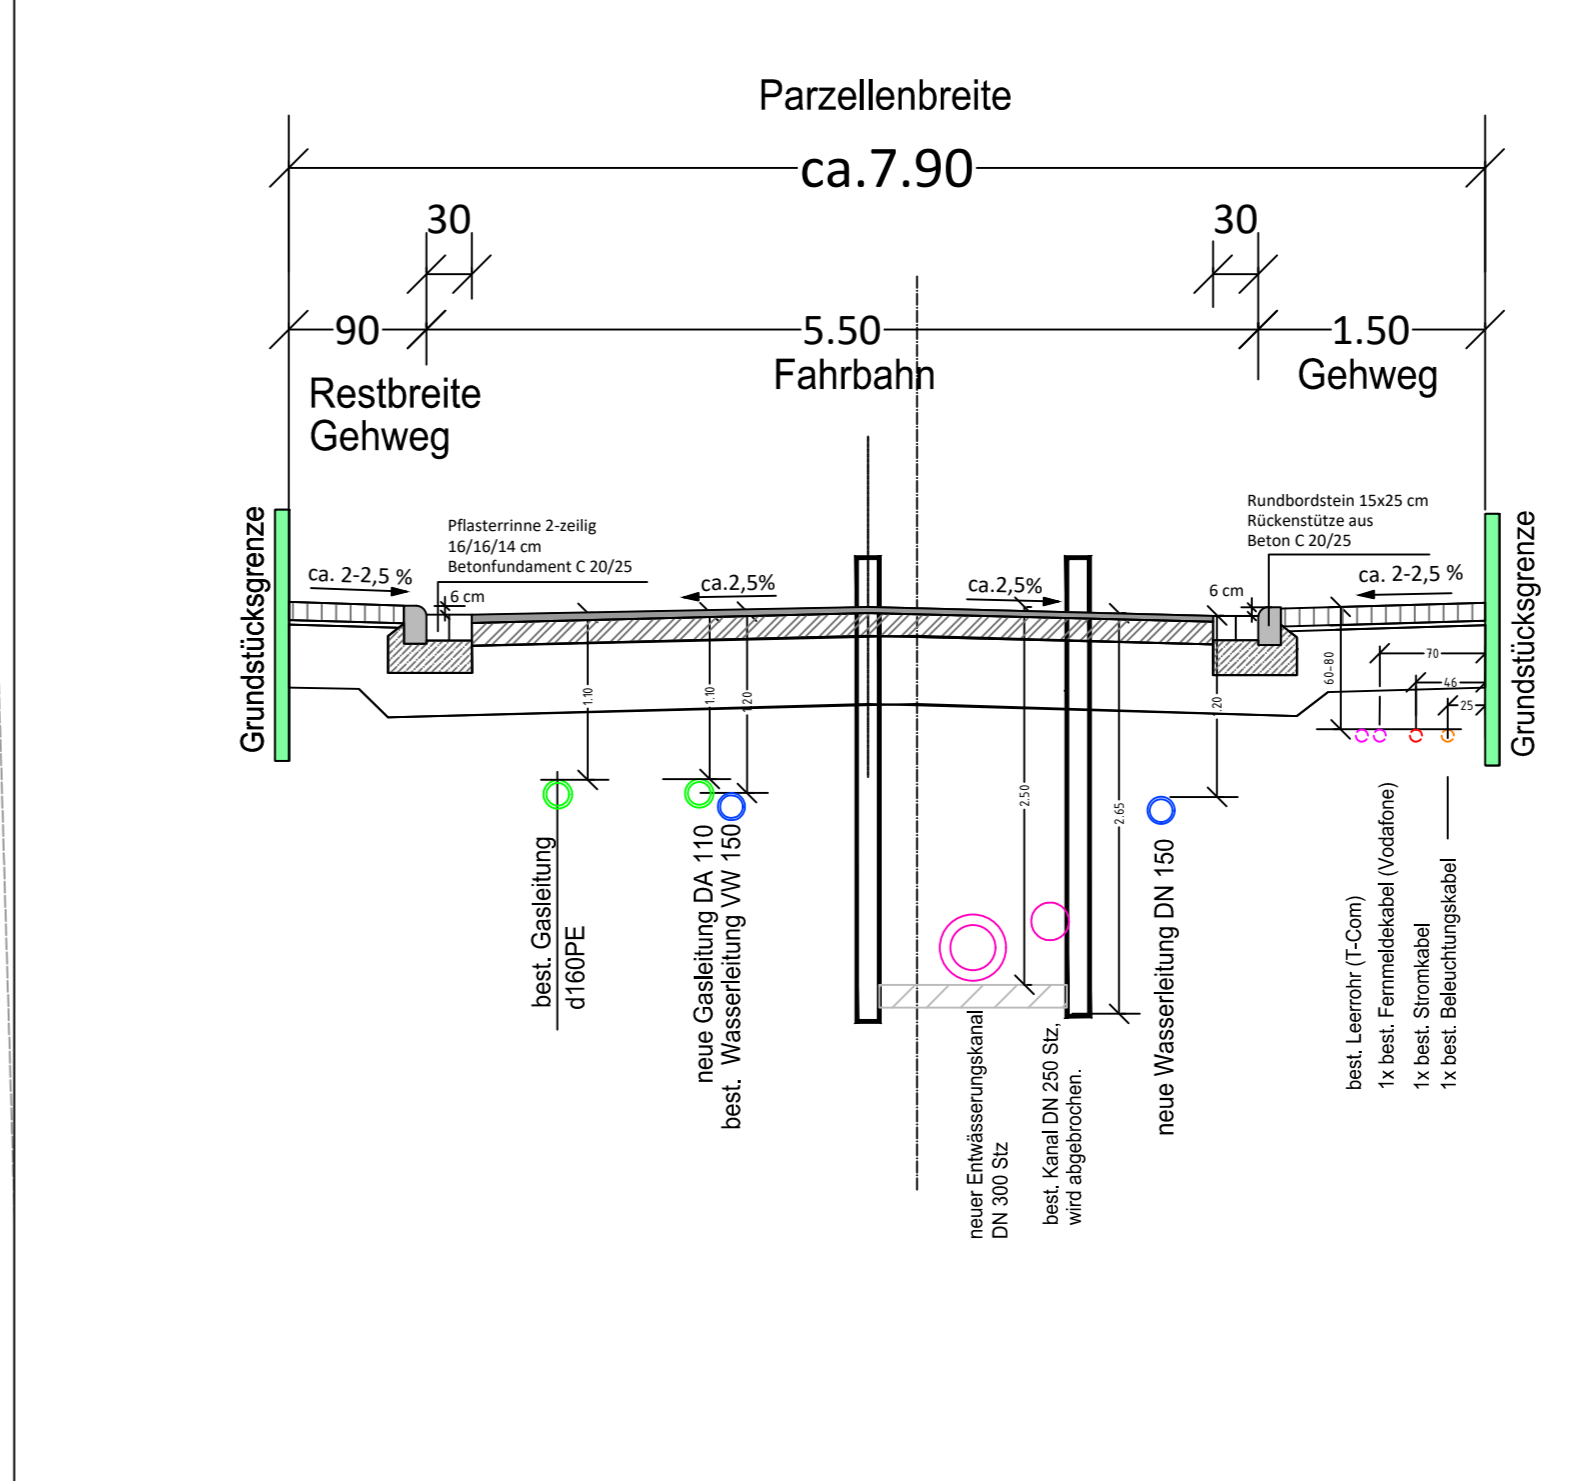 Parzellenbreite
ca.7.90
30
30
90
5.50
1.50
Restbreite
Gehweg
Fahrbahn
Gehweg
Grundstücksgrenze
Pflasterrinne 2-zeilig
16/16/14 cm
Betonfundament C 20/25
Rundbordstein 15x25 cm
Rückenstütze aus
Beton C 20/25
Grundstücksgrenze
ca. 2-2,5 %
6 cm
ca.2,5%
ca.2,5%
6 cm
ca. 2-2,5 %
1.10
1.10
1.20
2.50
2.65
.20
60-80
70
46
25
best. Gasleitung
d160PE
neue Gasleitung DA 110
best. Wasserleitung VW 150
neuer Entwässerungskanal
DN 300 Stz
best. Kanal DN 250 Stz,
wird abgebrochen.
neue Wasserleitung DN 150
best. Leerrohr (T-Com)
1x best. Fernmeldekabel (Vodafone)
1x best. Stromkabel
1x best. Beleuchtungskabel